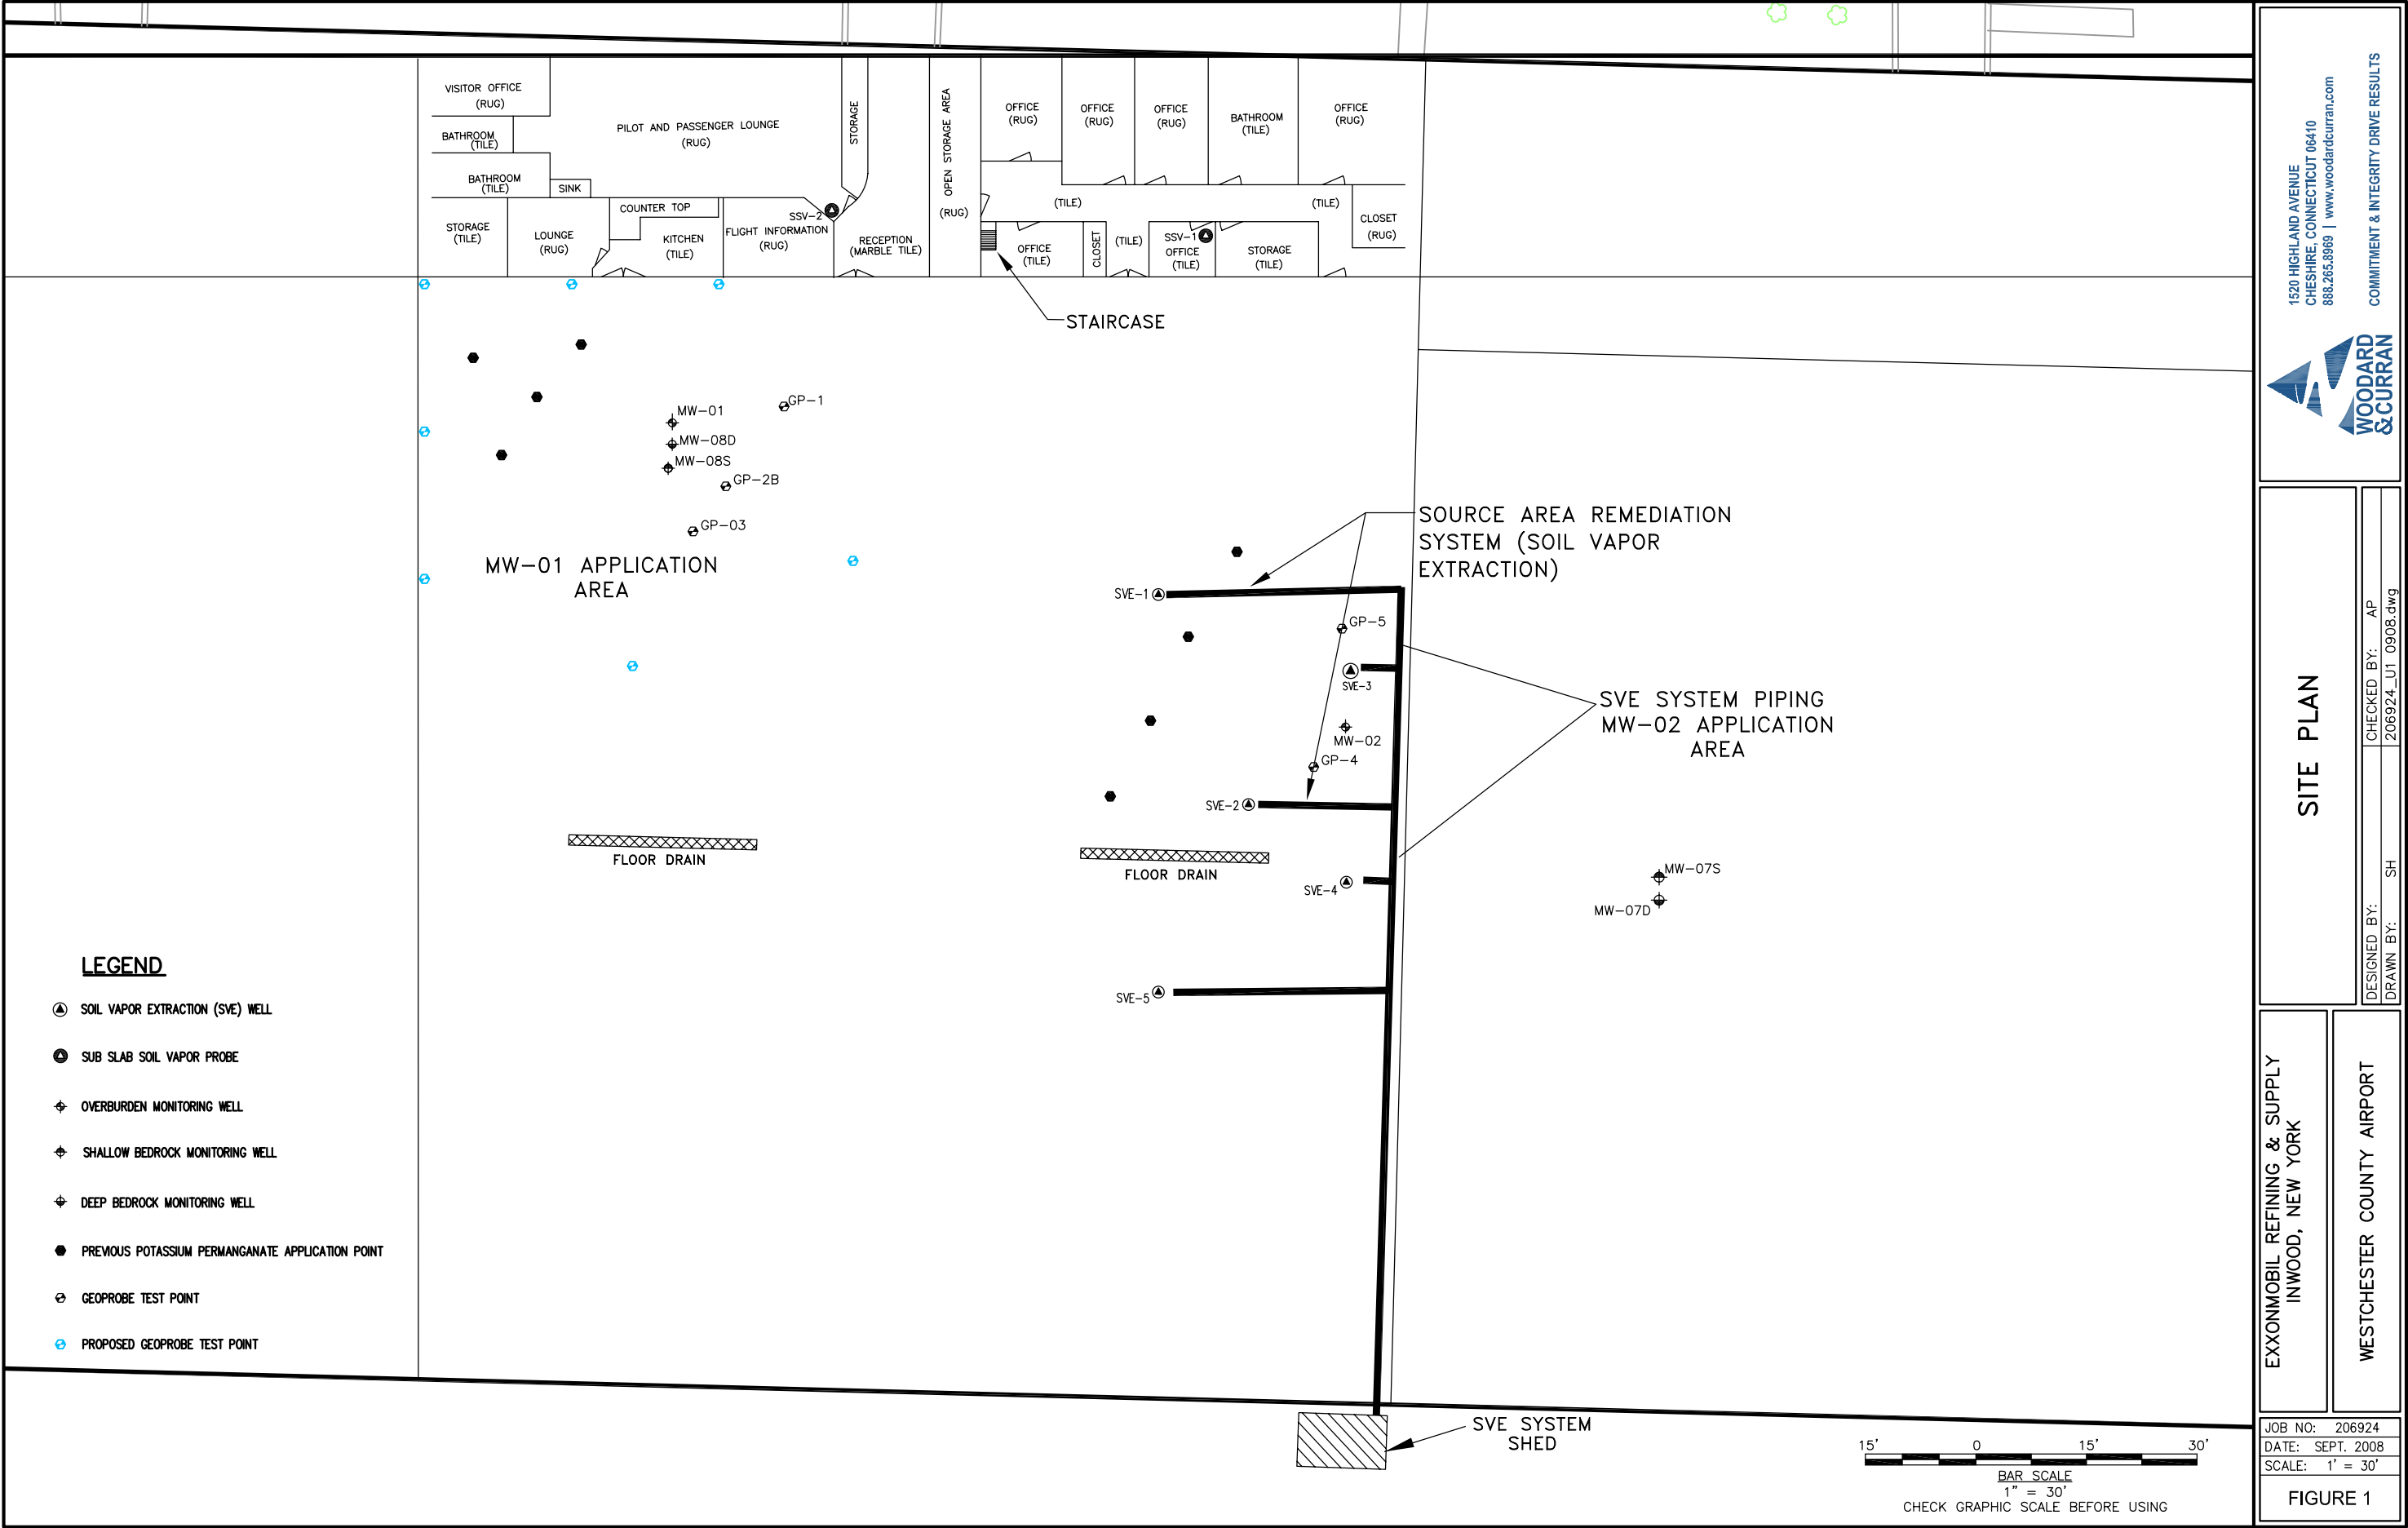 VISITOR OFFICE
(RUG)
BATHROOM
(TILE)
BATHROOM
(TILE)
SINK
STORAGE
(TILE)
LOUNGE
(RUG)
PILOT AND PASSENGER LOUNGE
(RUG)
COUNTER TOP
KITCHEN
(TILE)
SSV-2
FLIGHT INFORMATION
(RUG)
STORAGE
RECEPTION
(MARBLE TILE)
OPEN STORAGE AREA
(RUG)
OFFICE
(RUG)
OFFICE
(RUG)
OFFICE
(RUG)
BATHROOM
(TILE)
OFFICE
(RUG)
(TILE)
(TILE)
CLOSET
(RUG)
OFFICE
(TILE)
CLOSET
(TILE)
SSV-1
OFFICE
(TILE)
STORAGE
(TILE)
STAIRCASE
MW-01
MW-08D
MW-08S
GP-1
GP-2B
GP-03
MW-01 APPLICATION
AREA
SOURCE AREA REMEDIATION
SYSTEM (SOIL VAPOR
EXTRACTION)
SVE-1
GP-5
SVE-3
MW-02
GP-4
SVE-2
SVE SYSTEM PIPING
MW-02 APPLICATION
AREA
FLOOR DRAIN
FLOOR DRAIN
SVE-4
MW-07S
MW-07D
SVE-5
LEGEND
SOIL VAPOR EXTRACTION (SVE) WELL
SUB SLAB SOIL VAPOR PROBE
OVERBURDEN MONITORING WELL
SHALLOW BEDROCK MONITORING WELL
DEEP BEDROCK MONITORING WELL
PREVIOUS POTASSIUM PERMANGANATE APPLICATION POINT
GEOPROBE TEST POINT
PROPOSED GEOPROBE TEST POINT
SVE SYSTEM
SHED
15' 0 15' 30'
BAR SCALE
1" = 30'
CHECK GRAPHIC SCALE BEFORE USING
1520 HIGHLAND AVENUE
CHESHIRE, CONNECTICUT 06410
888.265.8969 | www.woodardcurran.com
COMMITMENT & INTEGRITY DRIVE RESULTS
WOODARD
&CURRAN
SITE PLAN
DESIGNED BY:
CHECKED BY: AP
DRAWN BY: SH
206924_U1 0908.dwg
EXXONMOBIL REFINING & SUPPLY
INWOOD, NEW YORK
WESTCHESTER COUNTY AIRPORT
JOB NO: 206924
DATE: SEPT. 2008
SCALE: 1' = 30'
FIGURE 1